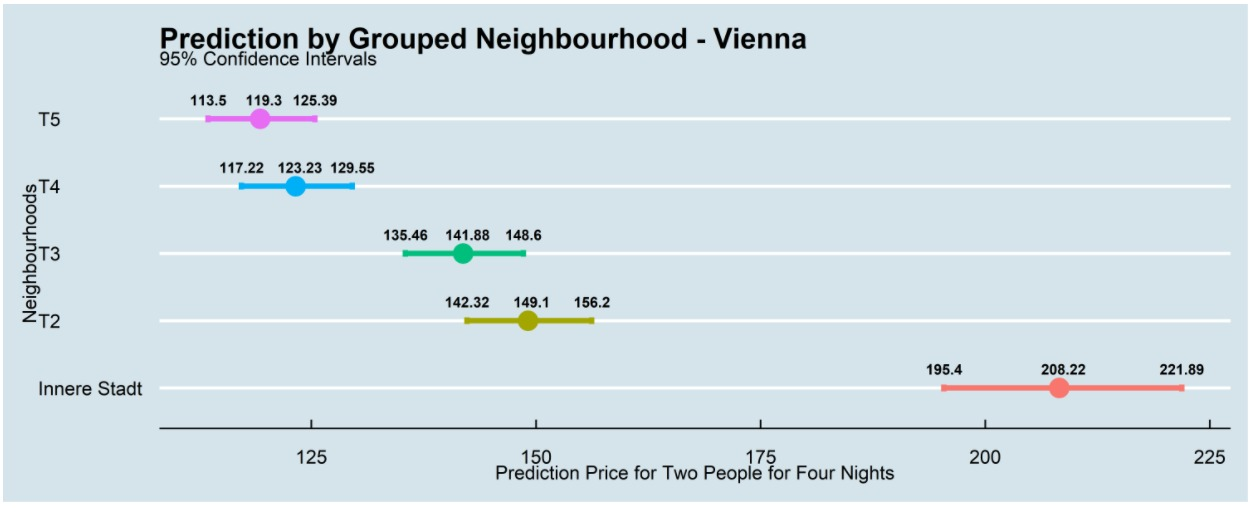 Prediction by Grouped Neighbourhood - Vienna
95% Confidence Intervals
Neighbourhoods
T5
113.5 119.3 125.39
T4
117.22 123.23 129.55
T3
135.46 141.88 148.6
T2
142.32 149.1 156.2
Innere Stadt
195.4 208.22 221.89
125 150 175 200 225
Prediction Price for Two People for Four Nights